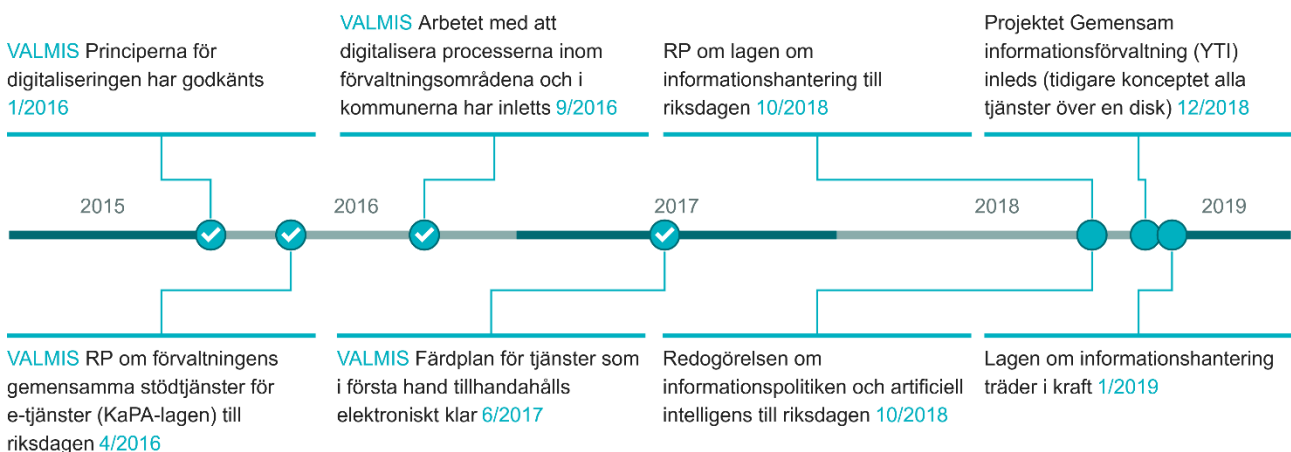 VALMIS Principerna för
digitaliseringen har godkänts
1/2016
VALMIS Arbetet med att
digitalisera processerna inom
förvaltningsområdena och i
kommunerna har inletts 9/2016
RP om lagen om
informationshantering till
riksdagen 10/2018
Projektet Gemensam
informationsförvaltning (YTI)
inleds (tidigare konceptet alla
tjänster över en disk) 12/2018
2015
2016
2017
2018
2019
VALMIS RP om förvaltningens
gemensamma stödtjänster för
e-tjänster (KaPA-lagen) till
riksdagen 4/2016
VALMIS Färdplan för tjänster som
i första hand tillhandahålls
elektroniskt klar 6/2017
Redogörelsen om
informationspolitiken och artificiell
intelligens till riksdagen 10/2018
Lagen om informationshantering
träder i kraft 1/2019